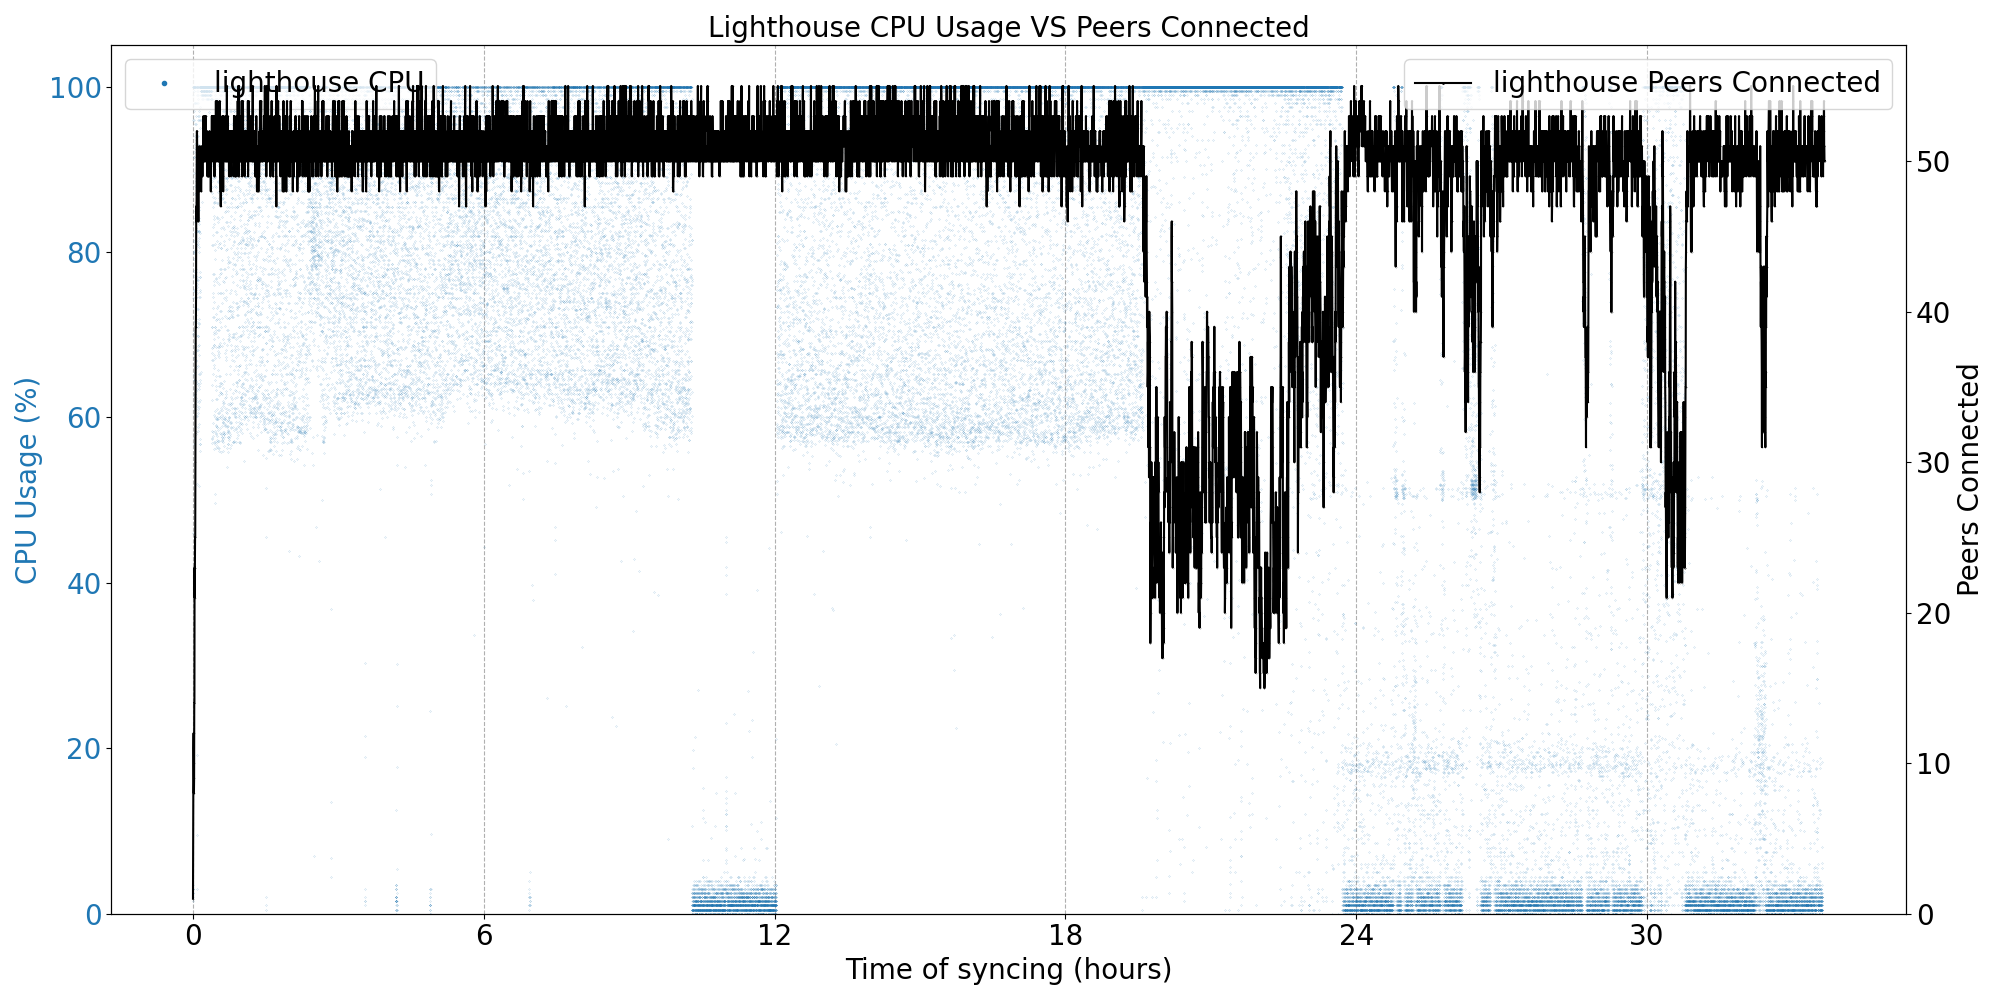 Lighthouse CPU Usage VS Peers Connected
lighthouse CPU
lighthouse Peers Connected
CPU Usage (%)
100
80
60
40
20
0
Peers Connected
50
40
30
20
10
0
0 6 12 18 24 30
Time of syncing (hours)